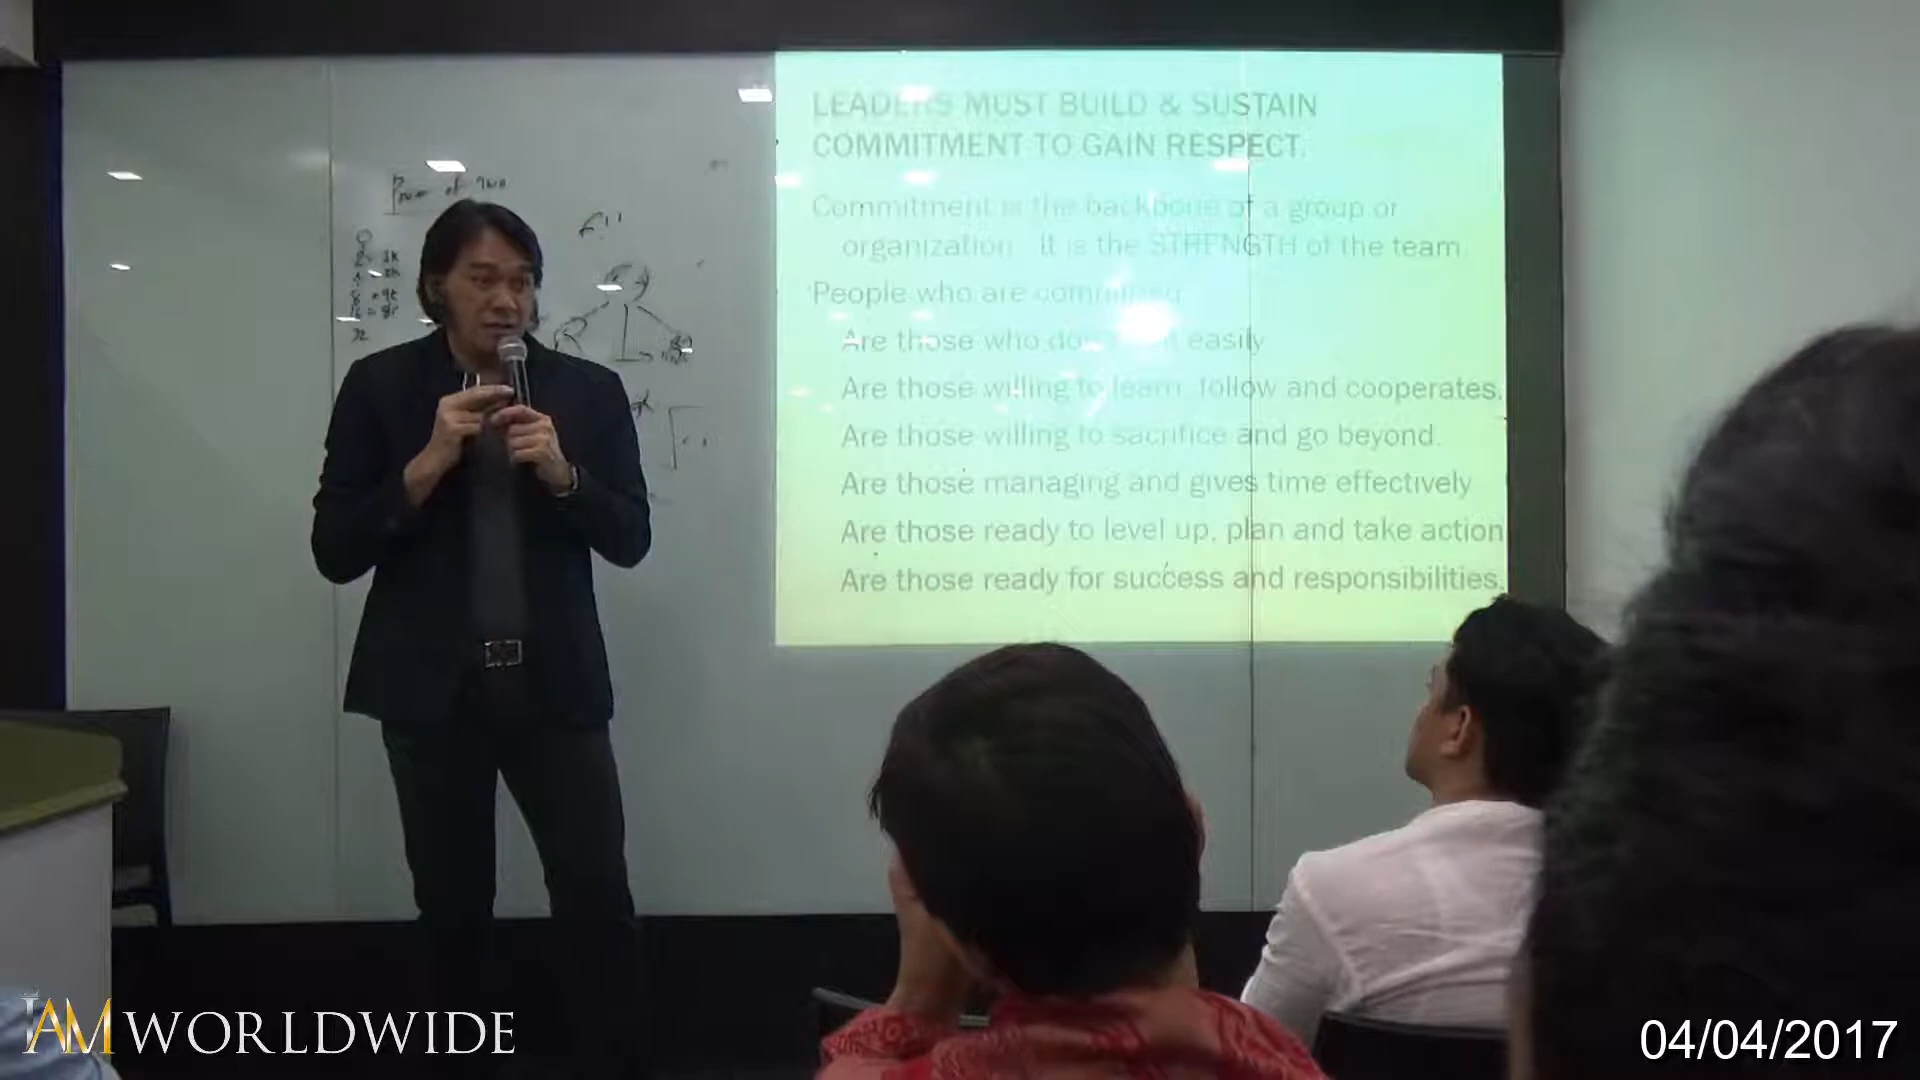 LEADERS MUST BUILD & SUSTAIN
COMMITMENT TO GAIN RESPECT.
Commitment is the backbone of a group or
organization. It is the STRENGTH of the team.
People who are committed
Are those who don't easily
Are those willing to learn, follow and cooperates.
Are those willing to sacrifice and go beyond.
Are those managing and gives time effectively
Are those ready to level up, plan and take action
Are those ready for success and responsibilities.
Power of Two
IAM WORLDWIDE
04/04/2017